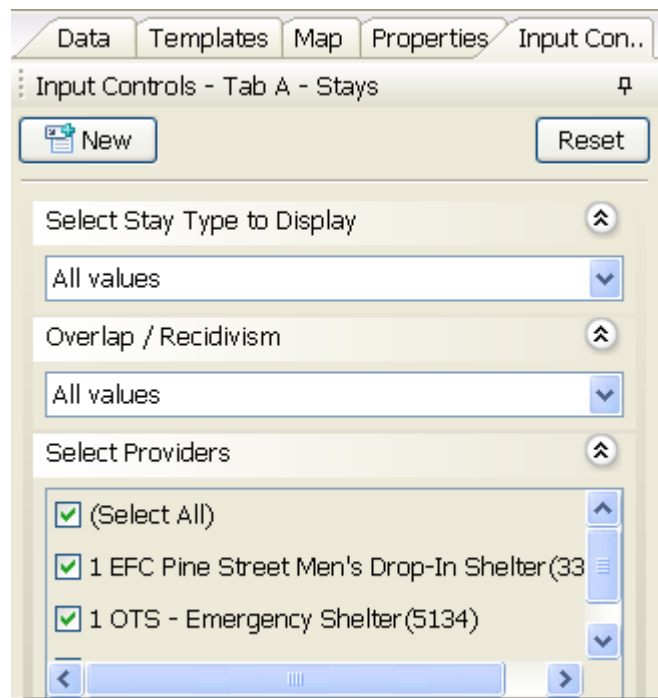 Data Templates Map Properties Input Con..
Input Controls - Tab A - Stays
New Reset
Select Stay Type to Display
All values
Overlap / Recidivism
All values
Select Providers
(Select All)
1 EFC Pine Street Men's Drop-In Shelter(33
1 OTS - Emergency Shelter(5134)